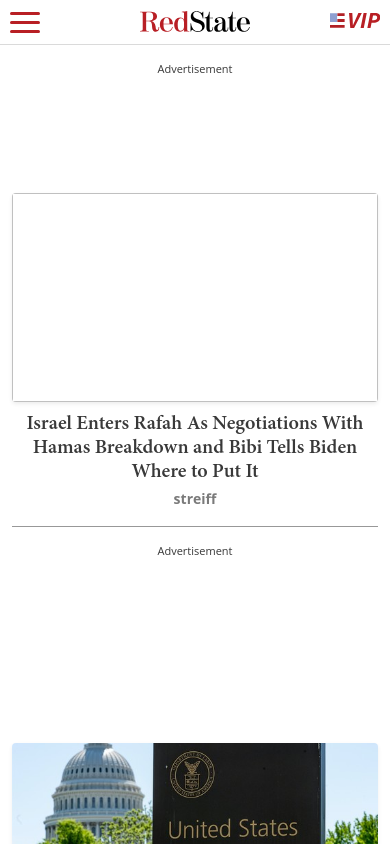 RedState
VIP
Advertisement
Israel Enters Rafah As Negotiations With
Hamas Breakdown and Bibi Tells Biden
Where to Put It
streiff
Advertisement
United States